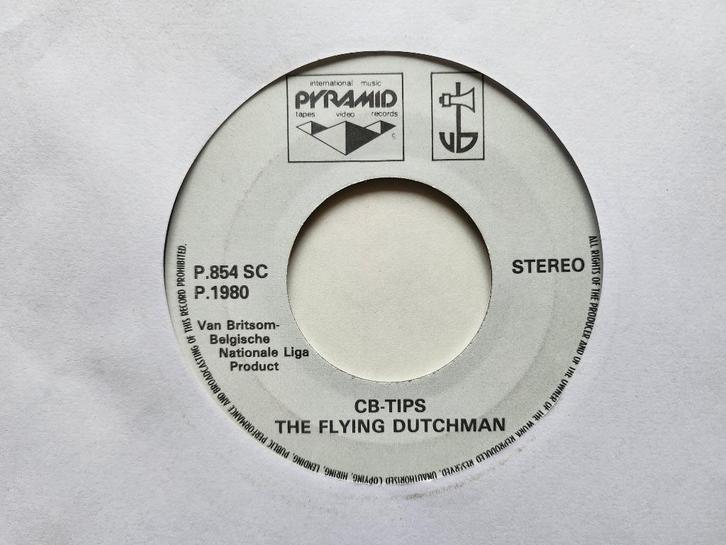 international music
PYRAMID
tapes video records
c
vb
P.854 SC
P.1980
STEREO
Van Britsom-
Belgische
Nationale Liga
Product
CB-TIPS
THE FLYING DUTCHMAN
ALL RIGHTS OF THE PRODUCER AND OF THE OWNER OF THE WORK REPRODUCED RESERVED. UNAUTHORISED COPYING, HIRING, LENDING, PUBLIC PERFORMANCE AND BROADCASTING OF THIS RECORD PROHIBITED.